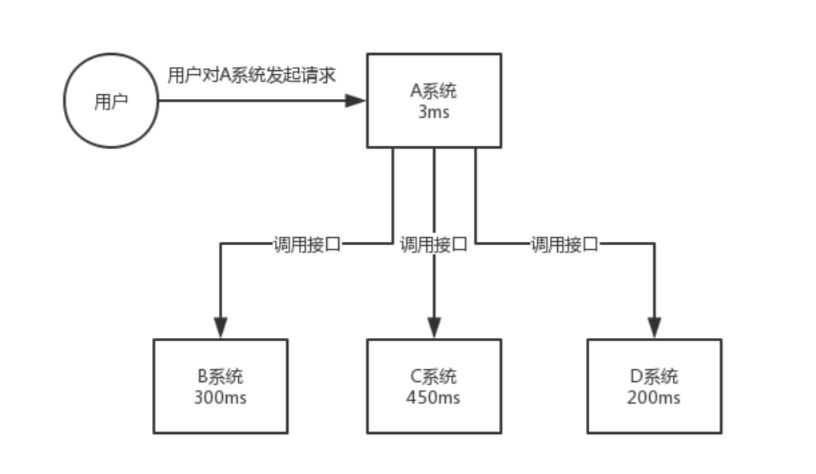 用户对A系统发起请求
用户
A系统
3ms
调用接口
调用接口
调用接口
B系统
300ms
C系统
450ms
D系统
200ms